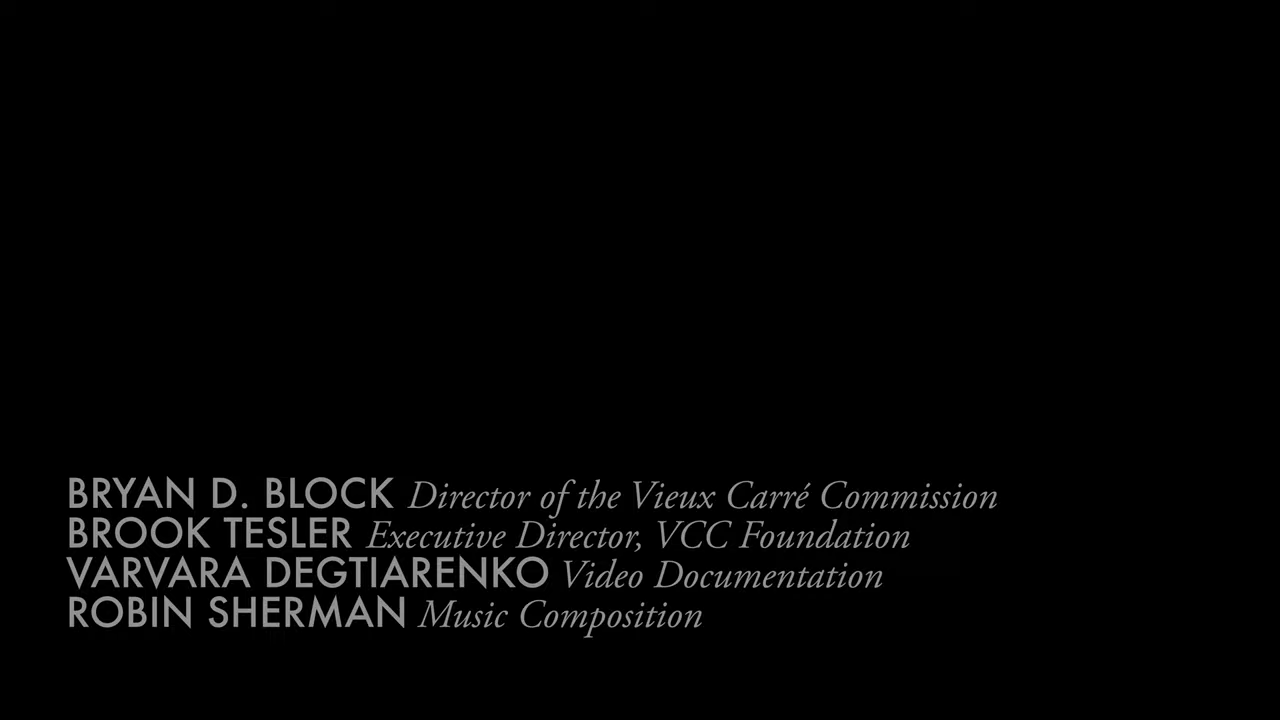 BRYAN D. BLOCK Director of the Vieux Carré Commission
BROOK TESLER Executive Director, VCC Foundation
VARVARA DEGTIARENKO Video Documentation
ROBIN SHERMAN Music Composition